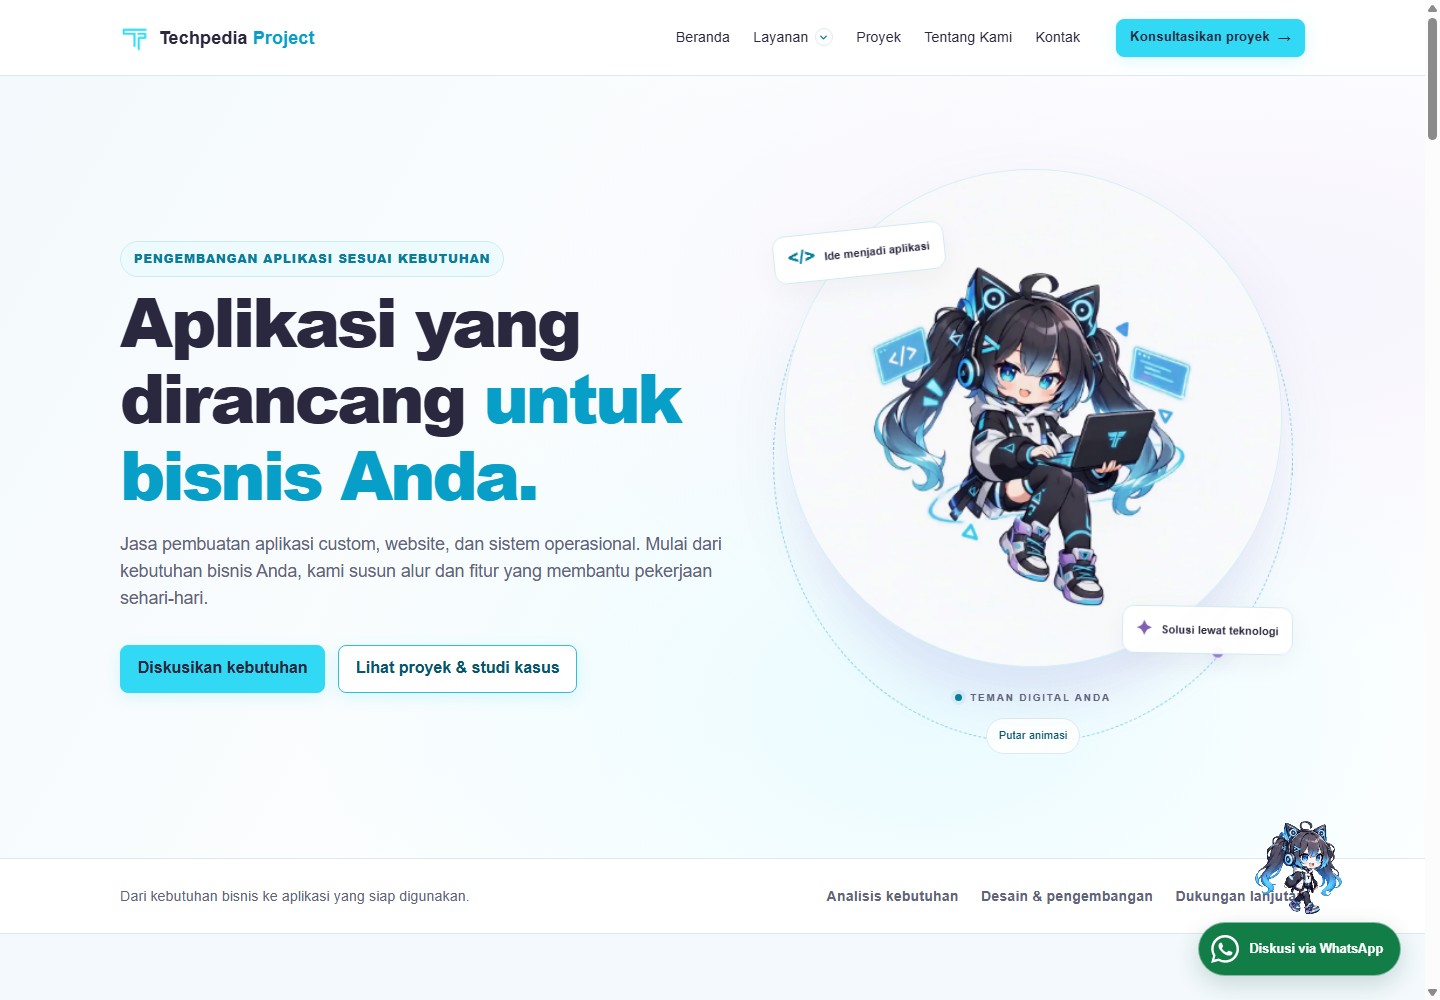 Techpedia Project
Beranda
Layanan
Proyek
Tentang Kami
Kontak
Konsultasikan proyek →
PENGEMBANGAN APLIKASI SESUAI KEBUTUHAN
Aplikasi yang
dirancang untuk
bisnis Anda.
Jasa pembuatan aplikasi custom, website, dan sistem operasional. Mulai dari
kebutuhan bisnis Anda, kami susun alur dan fitur yang membantu pekerjaan
sehari-hari.
Diskusikan kebutuhan
Lihat proyek & studi kasus
</> Ide menjadi aplikasi
</>
Solusi lewat teknologi
TEMAN DIGITAL ANDA
Putar animasi
Dari kebutuhan bisnis ke aplikasi yang siap digunakan.
Analisis kebutuhan
Desain & pengembangan
Dukungan lanjuta
Diskusi via WhatsApp